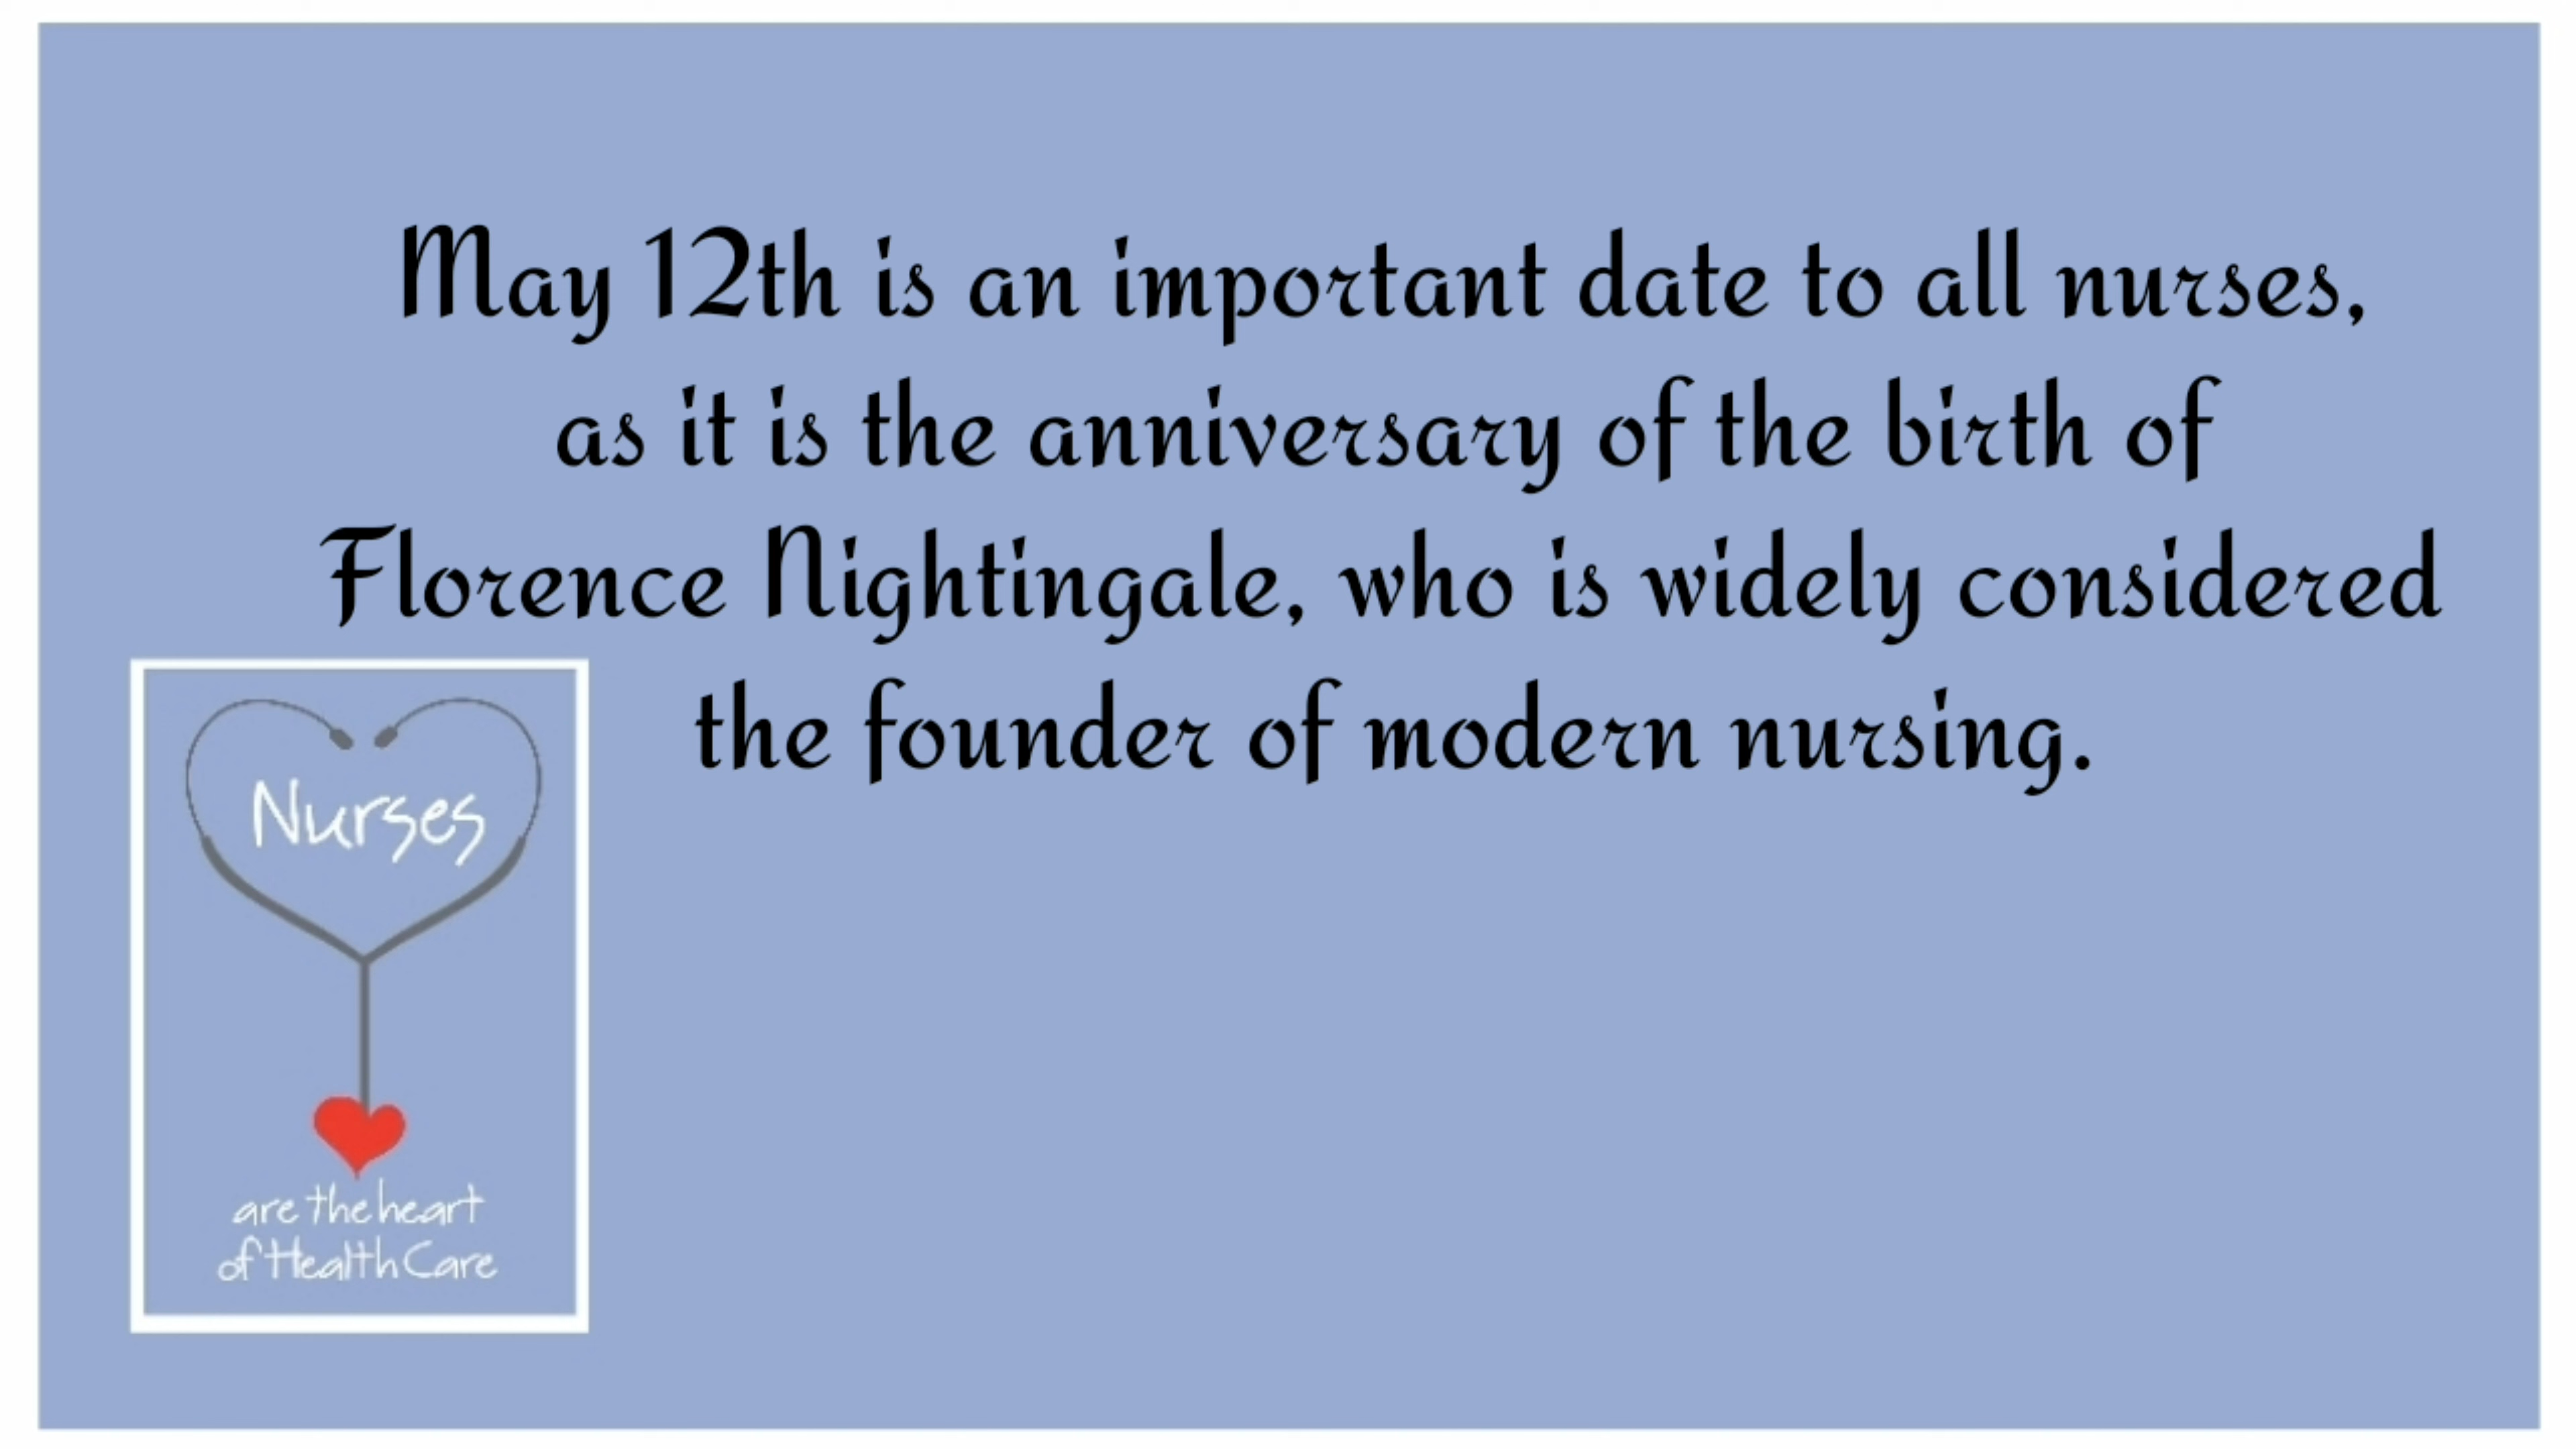 May 12th is an important date to all nurses,
as it is the anniversary of the birth of
Florence Nightingale, who is widely considered
the founder of modern nursing.
Nurses
are the heart
of Health Care